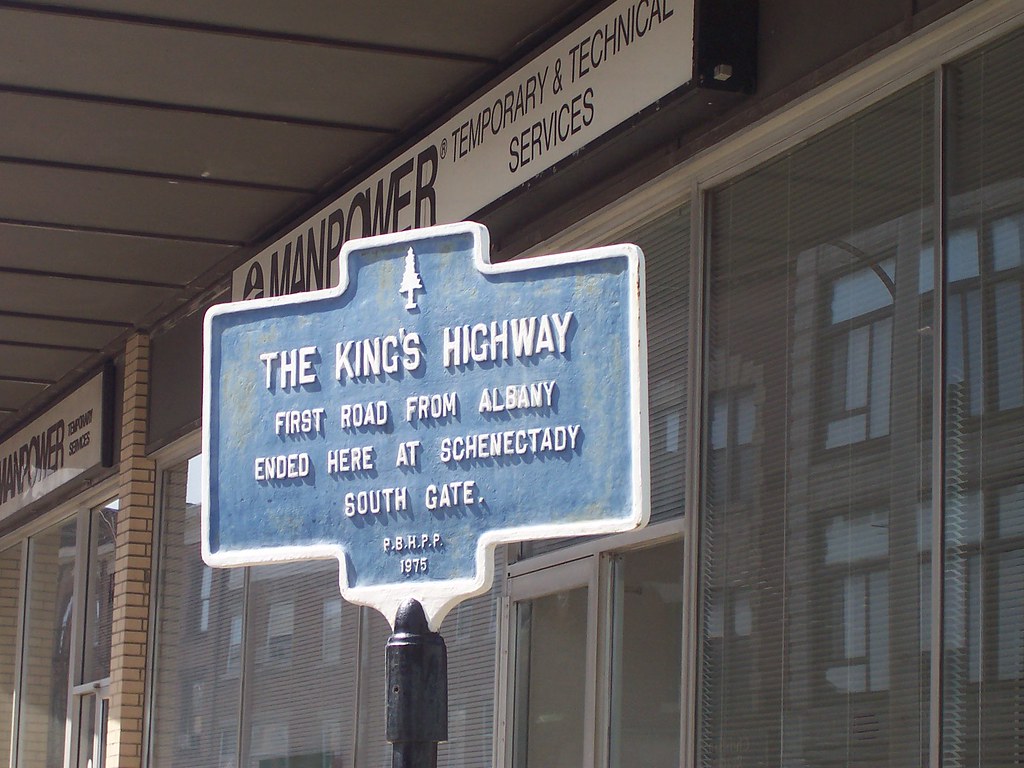 MANPOWER® TEMPORARY & TECHNICAL
SERVICES
THE KING'S HIGHWAY
FIRST ROAD FROM ALBANY
ENDED HERE AT SCHENECTADY
SOUTH GATE.
P.B.H.P.P.
1975
MANPOWER TEMPORARY
SERVICES